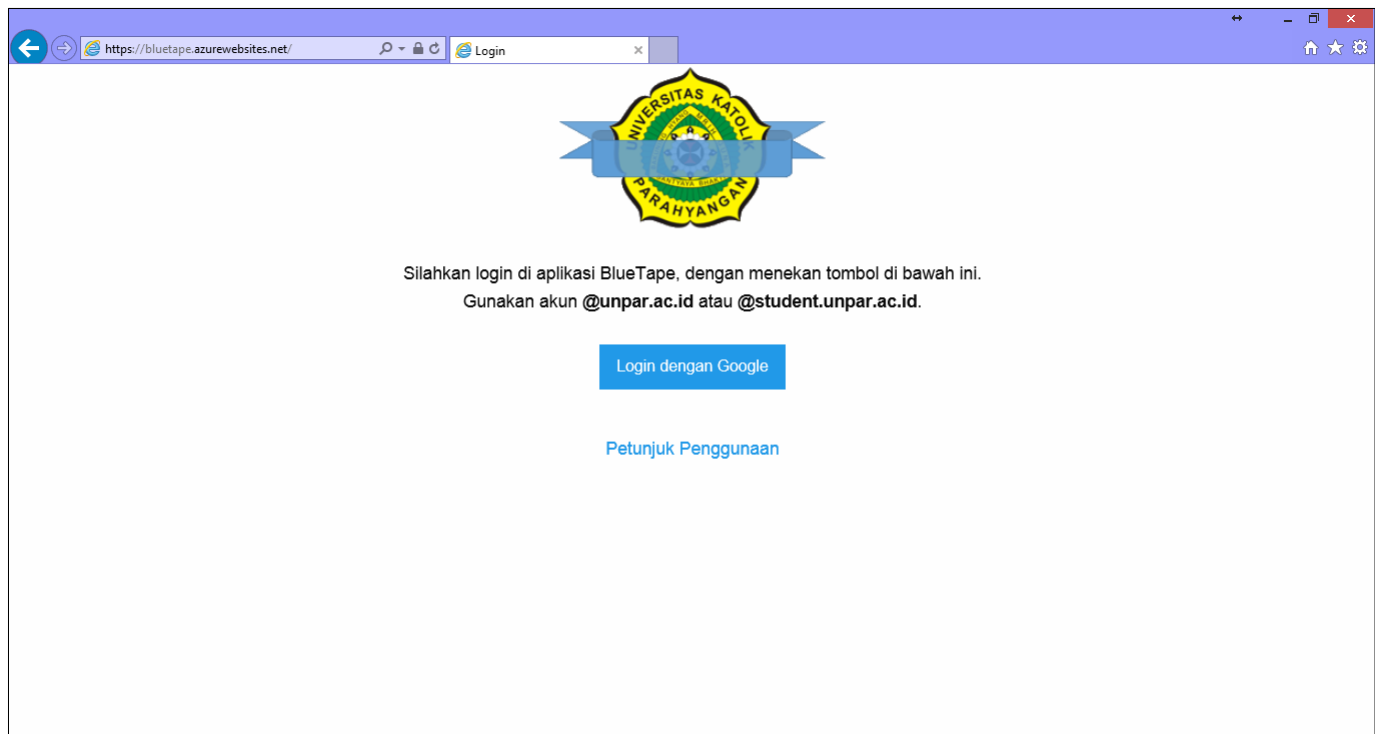 https://bluetape.azurewebsites.net/
Login
UNIVERSITAS KATOLIK
PARAHYANGAN
Silahkan login di aplikasi BlueTape, dengan menekan tombol di bawah ini.
Gunakan akun @unpar.ac.id atau @student.unpar.ac.id.
Login dengan Google
Petunjuk Penggunaan